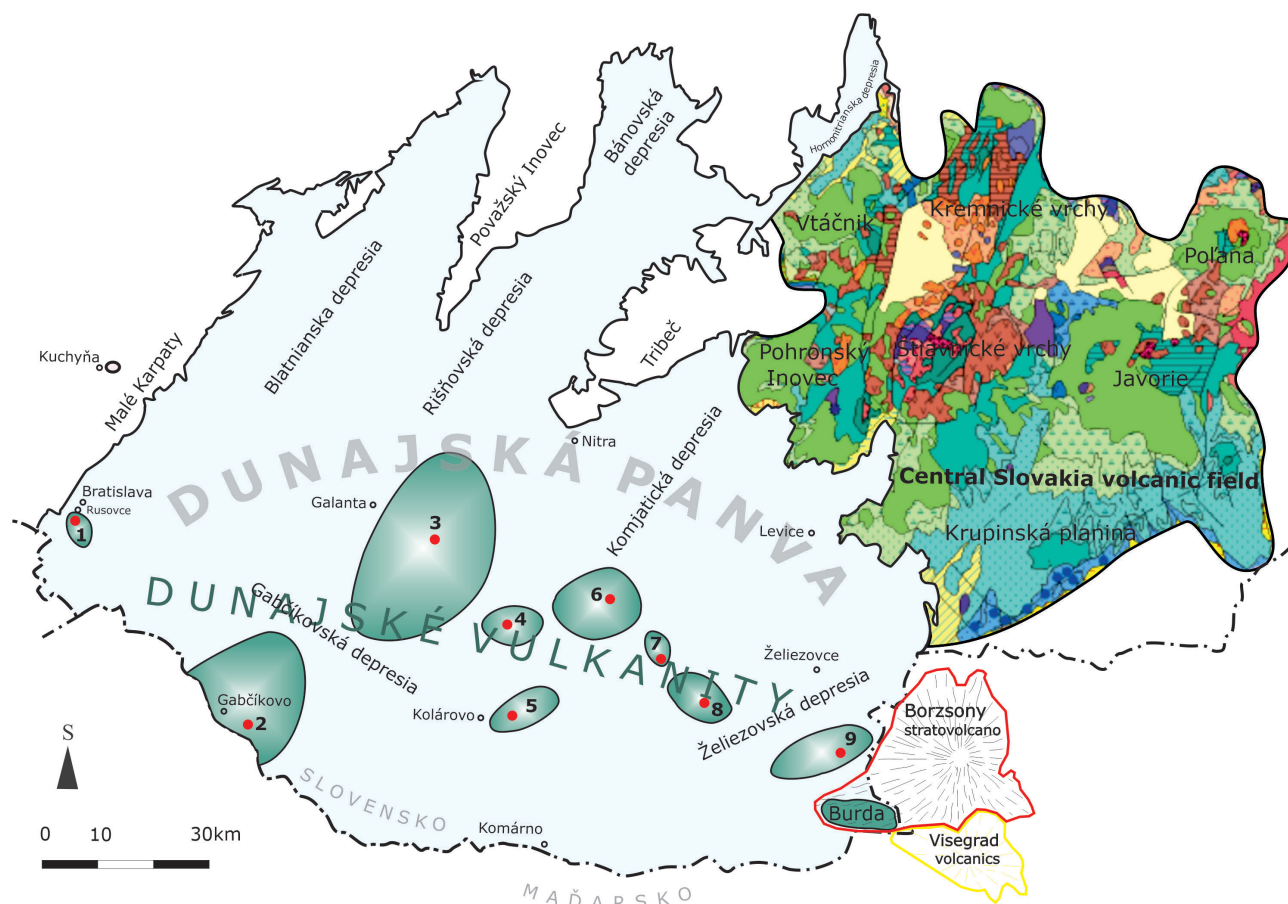 Hornonitrianska depresia
Bánovská
depresia
Považský Inovec
Vtáčnik
Kremnické vrchy
Poľana
Blatnianska depresia
Rišňovská depresia
Tribeč
Kuchyňa
Malé Karpaty
Pohronský
Inovec
Štiavnické vrchy
Javorie
Nitra
Komjatická depresia
DUNAJSKÁ PANVA
Central Slovakia volcanic field
Bratislava
Rusovce
1
Galanta
3
Levice
Krupinská planina
DUNAJSKÉ VULKANITY
Gabčíkovská depresia
4
6
7
Želiezovce
Gabčíkovo
2
Kolárovo
5
8
Želiezovská depresia
9
Borzsony
stratovolcano
S
SLOVENSKO
Komárno
Burda
Visegrad
volcanics
0 10 30km
MAĎARSKO